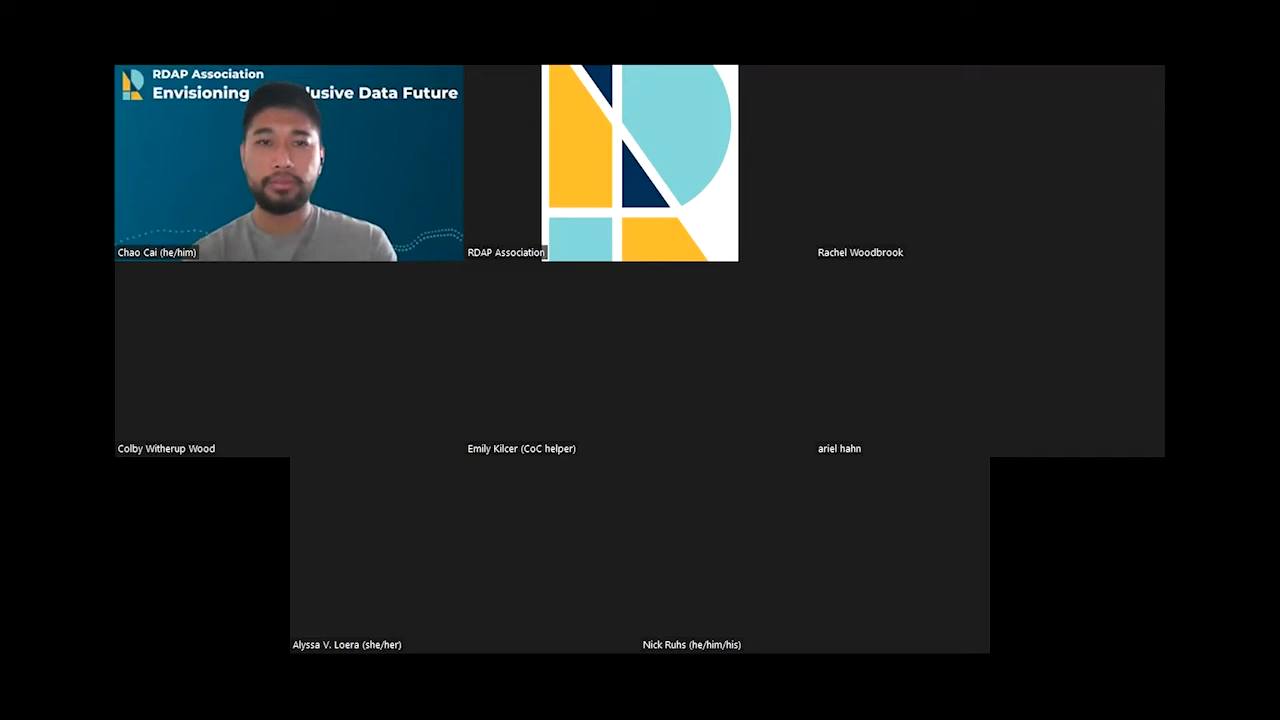 RDAP Association
Envisioning lusive Data Future
Chao Cai (he/him)
RDAP Association
Rachel Woodbrook
Colby Witherup Wood
Emily Kilcer (CoC helper)
ariel hahn
Alyssa V. Loera (she/her)
Nick Ruhs (he/him/his)